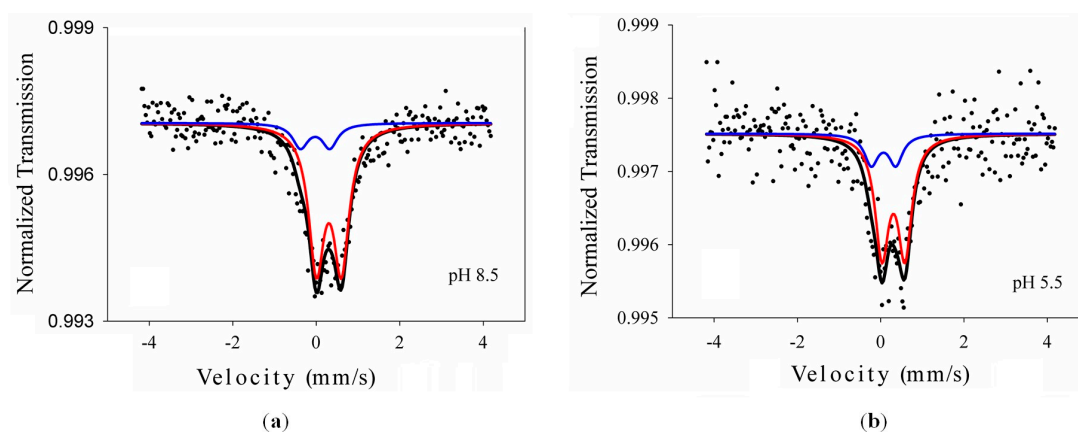 0.999
0.996
0.993
Normalized Transmission
pH 8.5
-4 -2 0 2 4
Velocity (mm/s)
(a)
0.999
0.998
0.997
0.996
0.995
Normalized Transmission
pH 5.5
-4 -2 0 2 4
Velocity (mm/s)
(b)